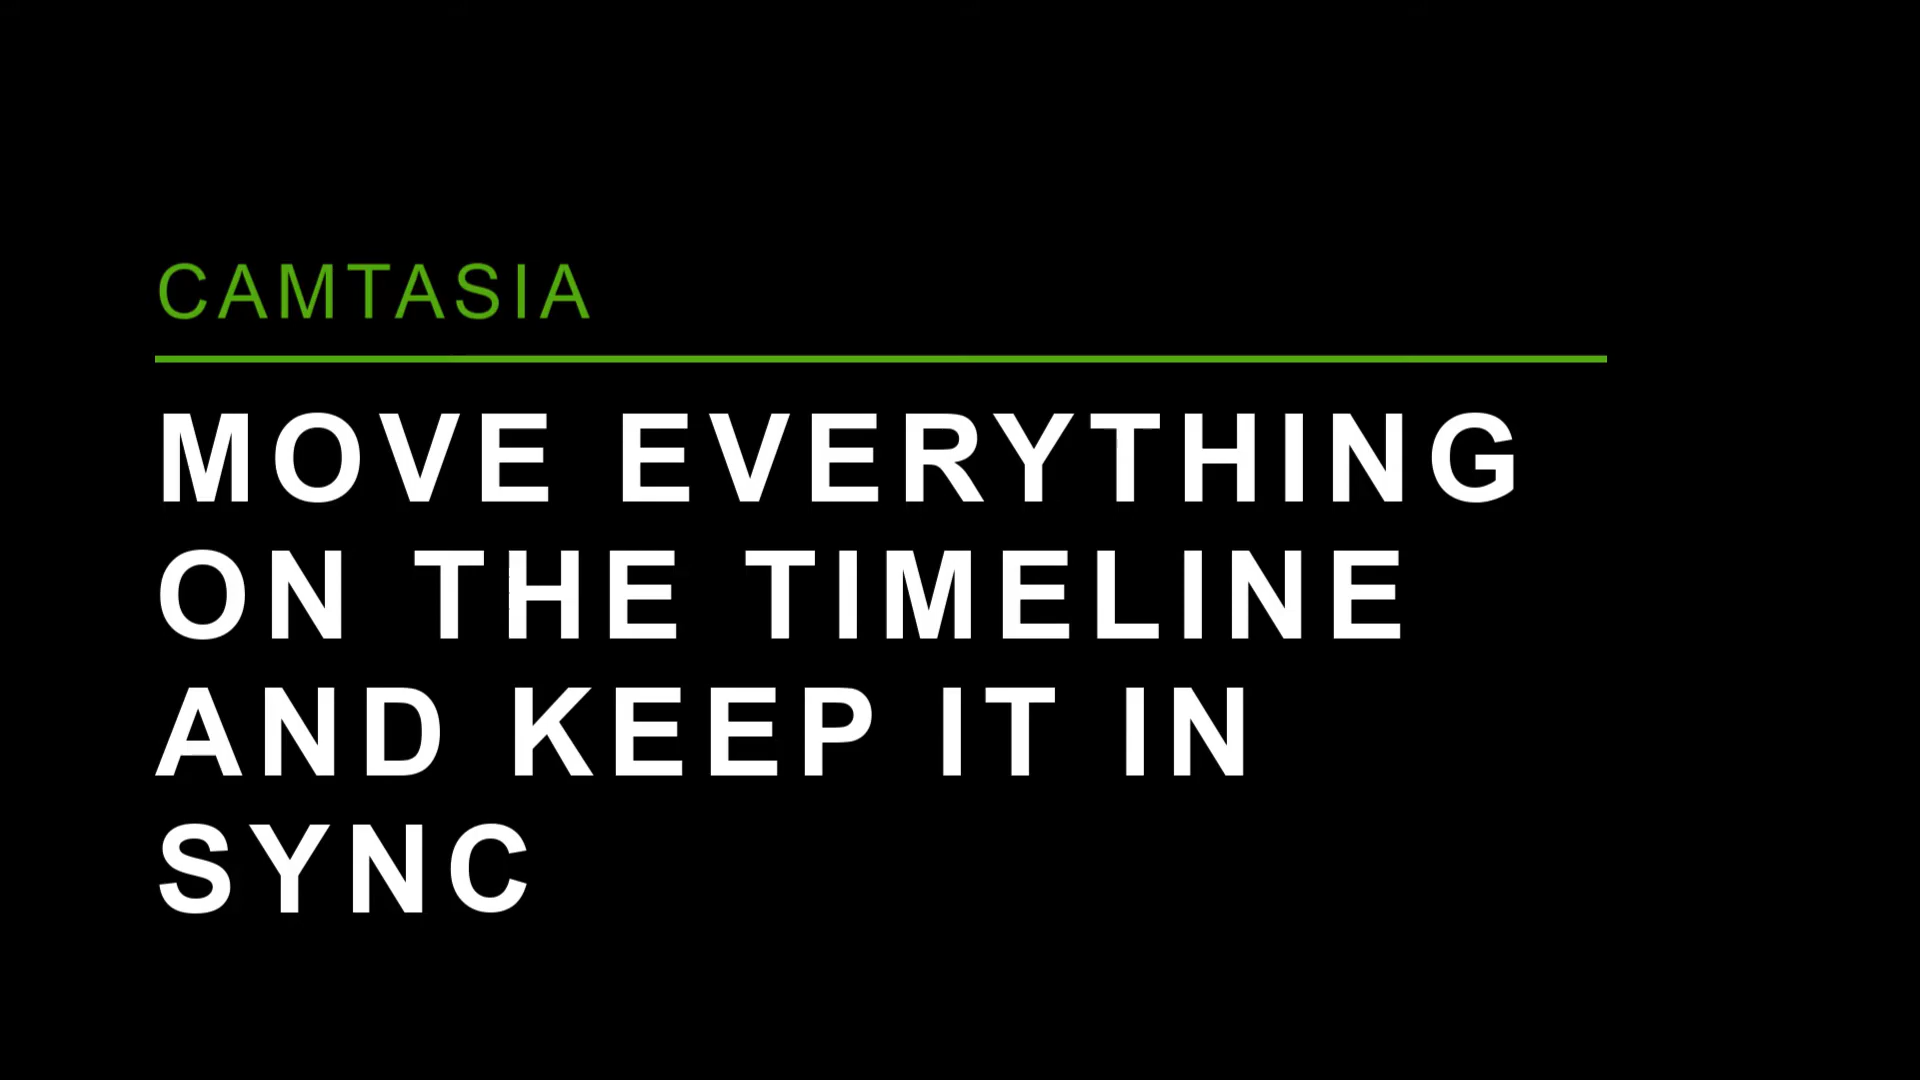 CAMTASIA
MOVE EVERYTHING
ON THE TIMELINE
AND KEEP IT IN
SYNC